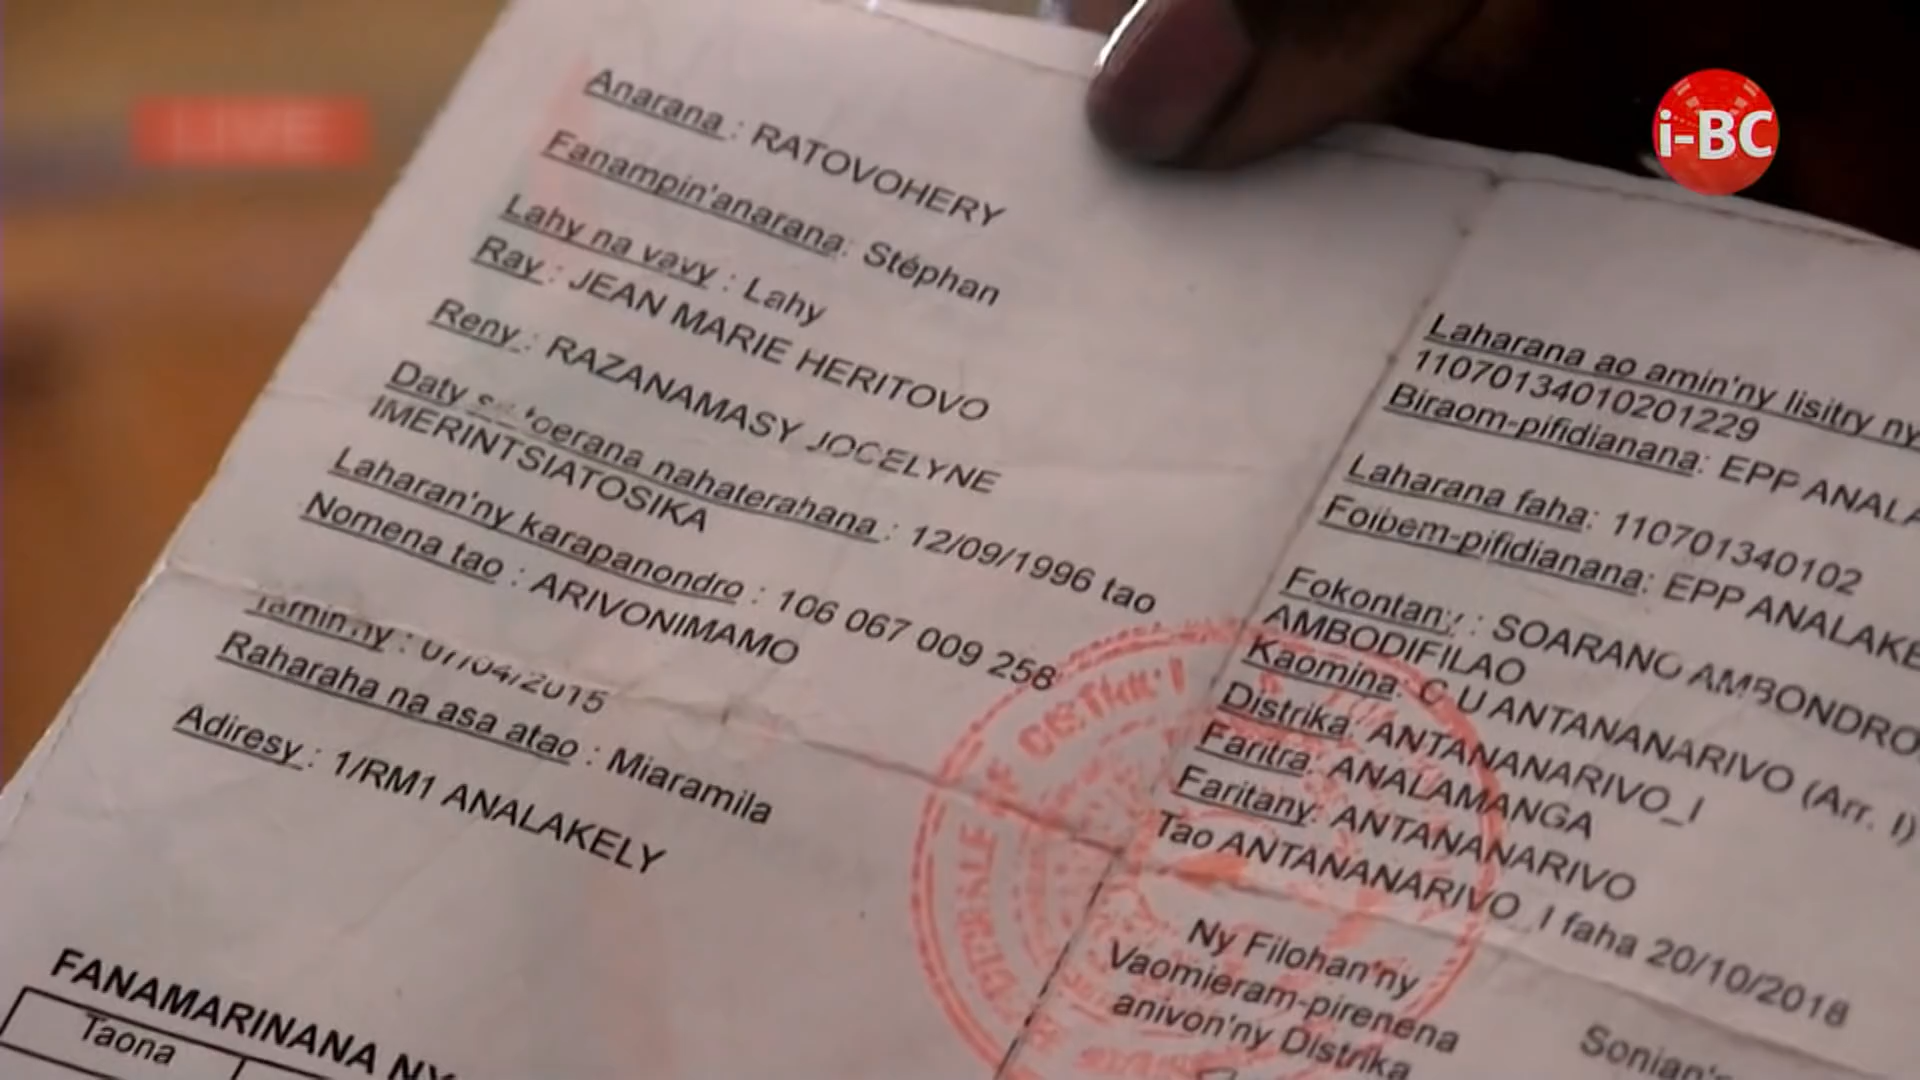 LIVE
i-BC
Anarana : RATOVOHERY
Fanampin'anarana: Stéphan
Lahy na vavy : Lahy
Ray : JEAN MARIE HERITOVO
Reny : RAZANAMASY JOCELYNE
Daty sy toerana nahaterahana : 12/09/1996 tao
IMERINTSIATOSIKA
Laharan'ny karapanondro : 106 067 009 258
Nomena tao : ARIVONIMAMO
Tamin'ny : 07/04/2015
Raharaha na asa atao : Miaramila
Adiresy : 1/RM1 ANALAKELY
FANAMARINANA NY
Taona
Laharana ao amin'ny lisitry ny
11070134010201229
Biraom-pifidianana: EPP ANALA
Laharana faha: 110701340102
Foibem-pifidianana: EPP ANALAKE
Fokontany : SOARANO AMBONDRO
AMBODIFILAO
Kaomina: C U ANTANANARIVO (Arr. I)
Distrika: ANTANANARIVO_I
Faritra: ANALAMANGA
Faritany: ANTANANARIVO
Tao ANTANANARIVO_I faha 20/10/2018
Ny Filohan'ny
Vaomieram-pirenena
anivon'ny Distrika
Sonian'
DISTRIKT